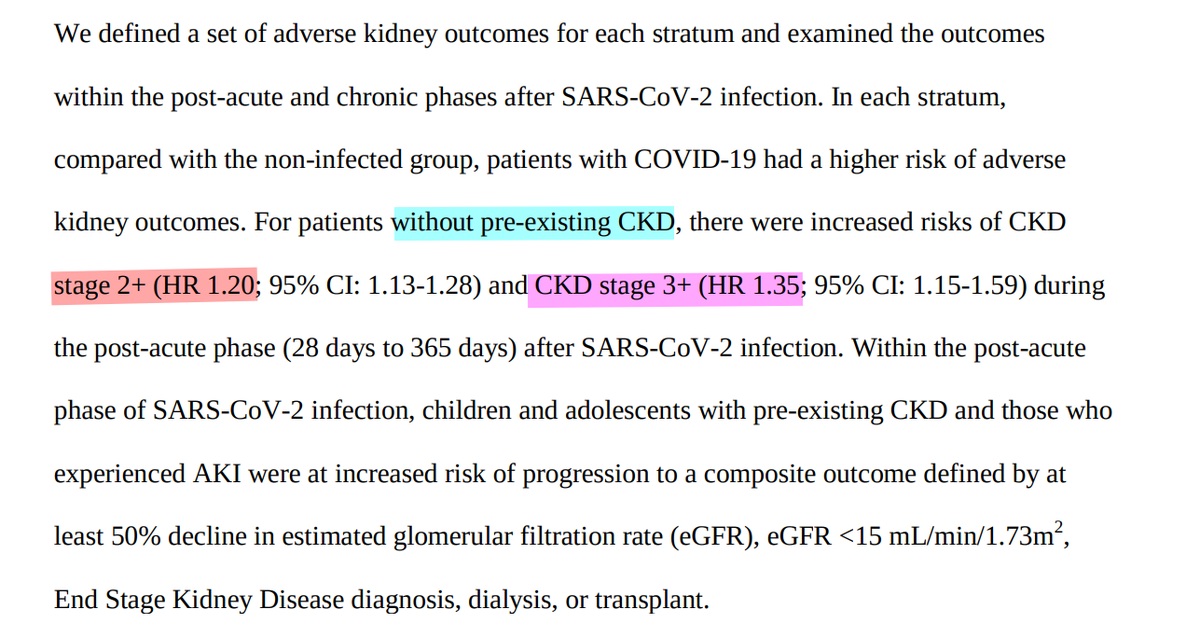 We defined a set of adverse kidney outcomes for each stratum and examined the outcomes
within the post-acute and chronic phases after SARS-CoV-2 infection. In each stratum,
compared with the non-infected group, patients with COVID-19 had a higher risk of adverse
kidney outcomes. For patients without pre-existing CKD, there were increased risks of CKD
stage 2+ (HR 1.20; 95% CI: 1.13-1.28) and CKD stage 3+ (HR 1.35; 95% CI: 1.15-1.59) during
the post-acute phase (28 days to 365 days) after SARS-CoV-2 infection. Within the post-acute
phase of SARS-CoV-2 infection, children and adolescents with pre-existing CKD and those who
experienced AKI were at increased risk of progression to a composite outcome defined by at
least 50% decline in estimated glomerular filtration rate (eGFR), eGFR <15 mL/min/1.73m²,
End Stage Kidney Disease diagnosis, dialysis, or transplant.